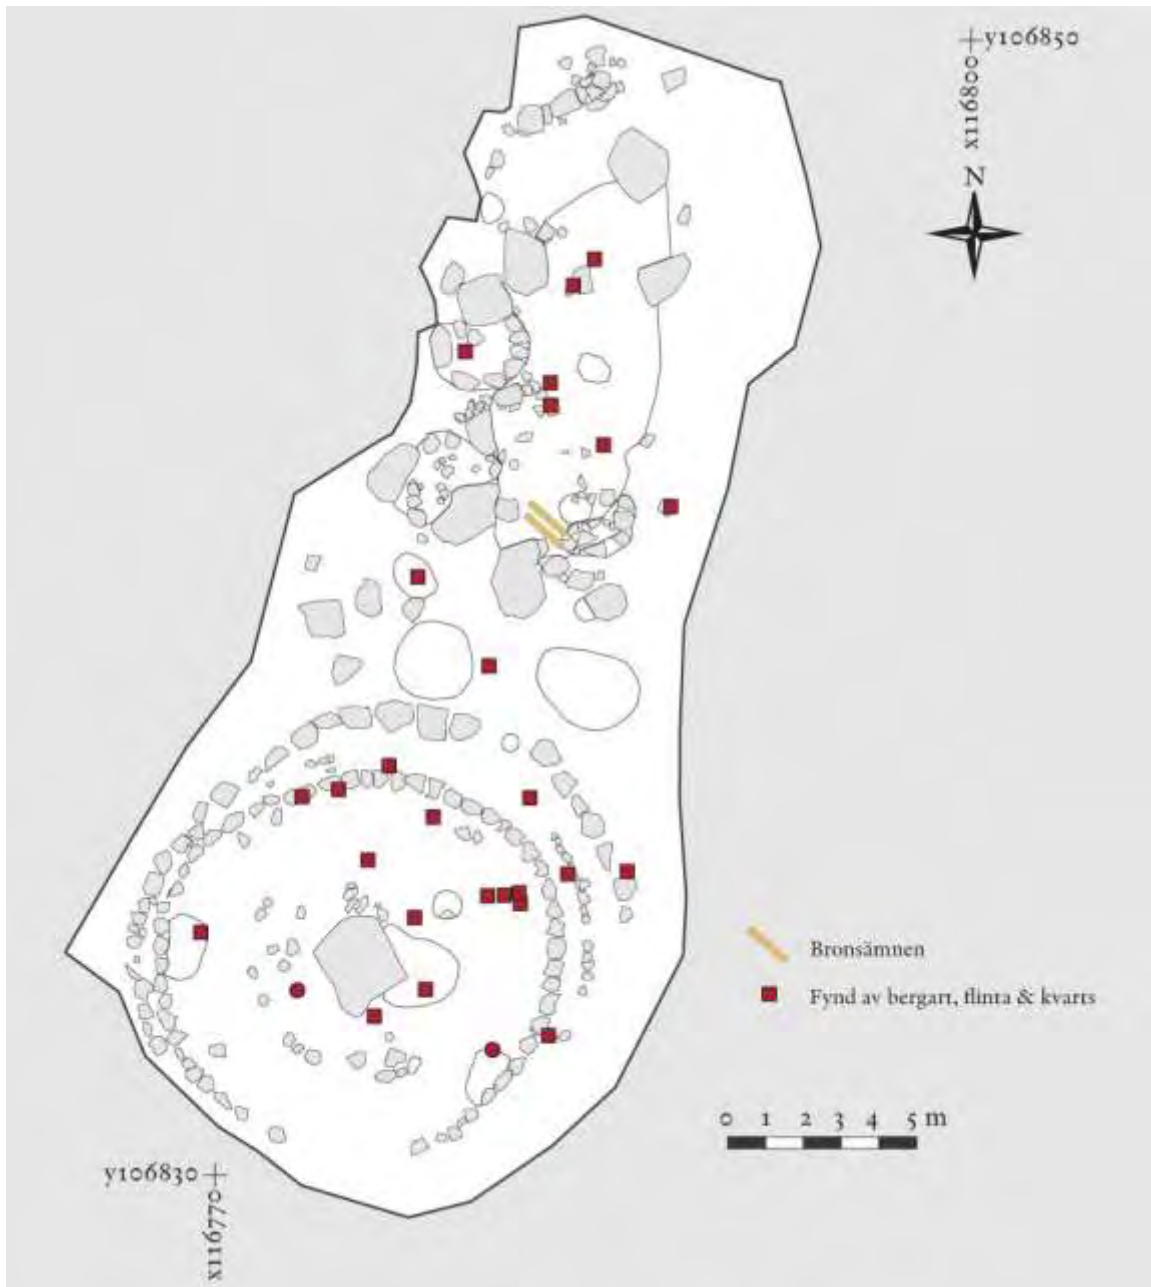 y106850
x116800
N
Bronsämnen
Fynd av bergart, flinta & kvarts
0 1 2 3 4 5 m
y106830
x116770